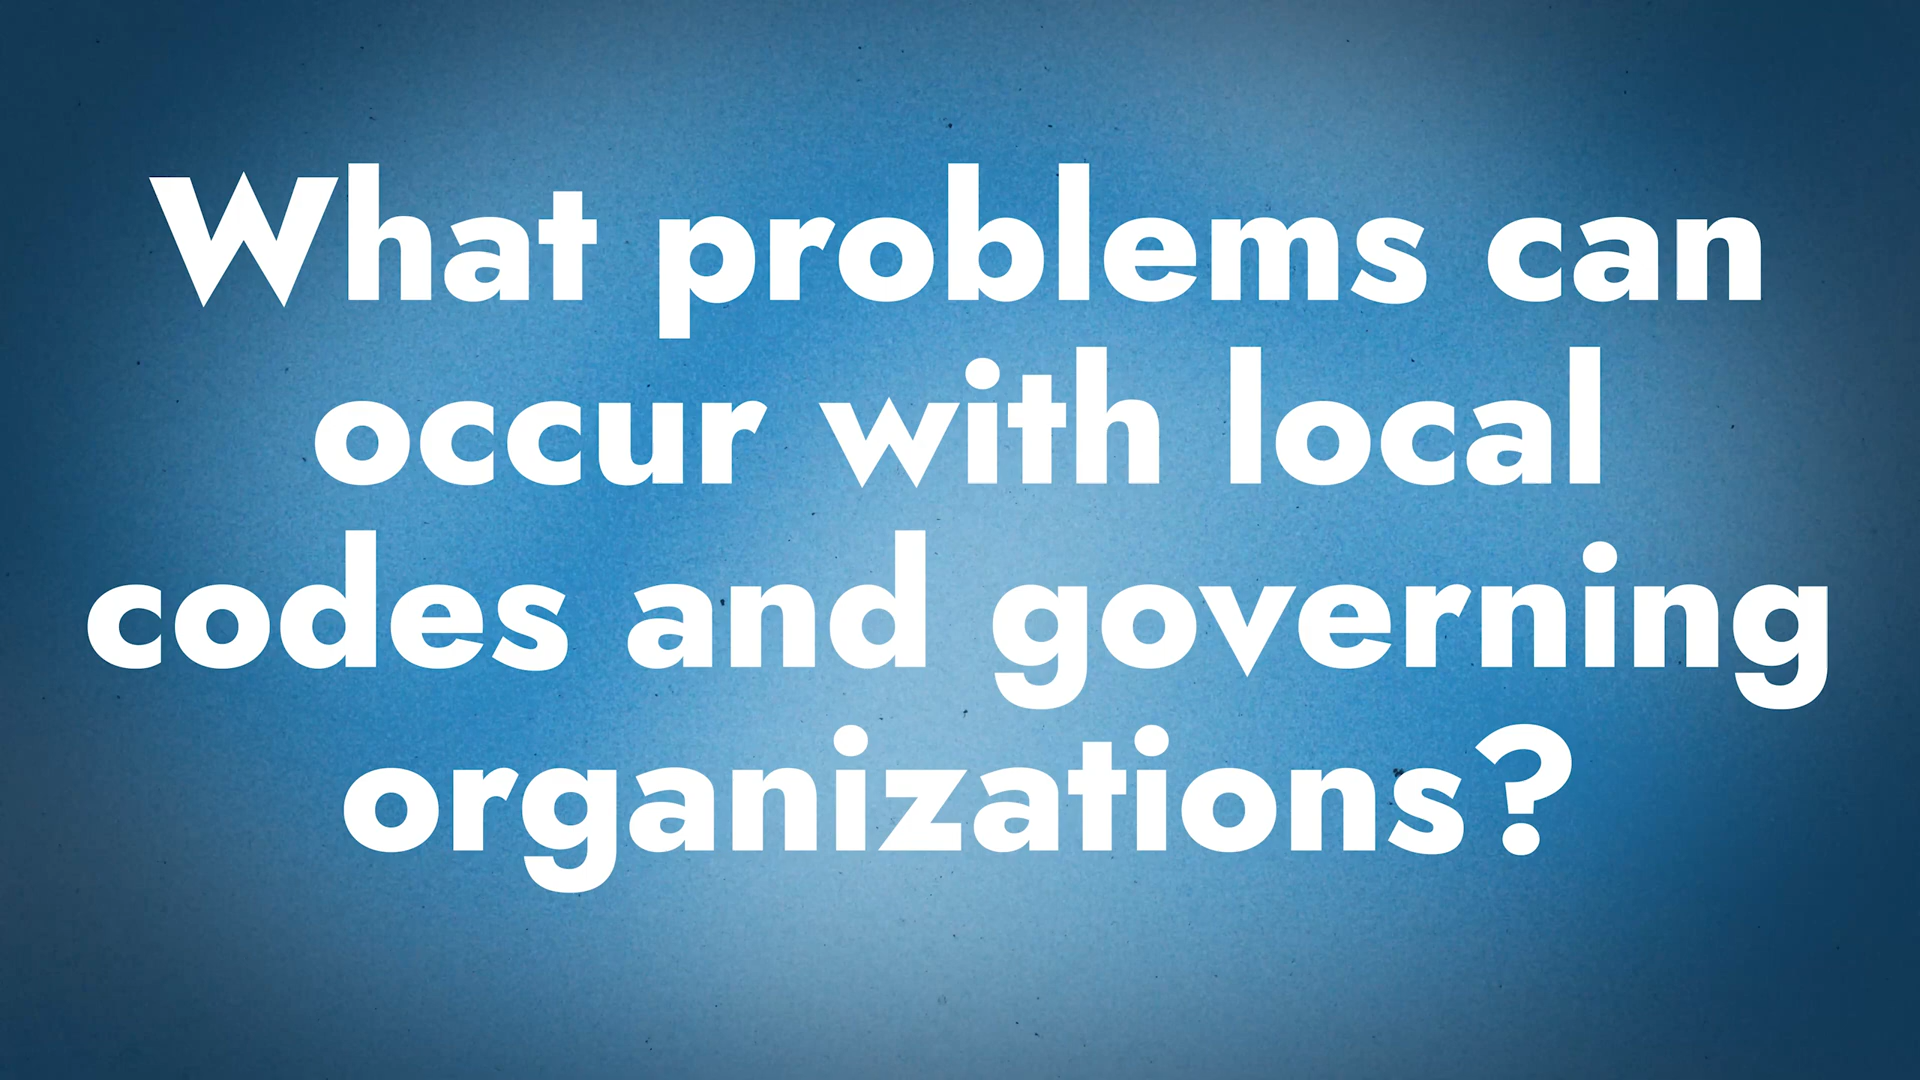 What problems can
occur with local
codes and governing
organizations?